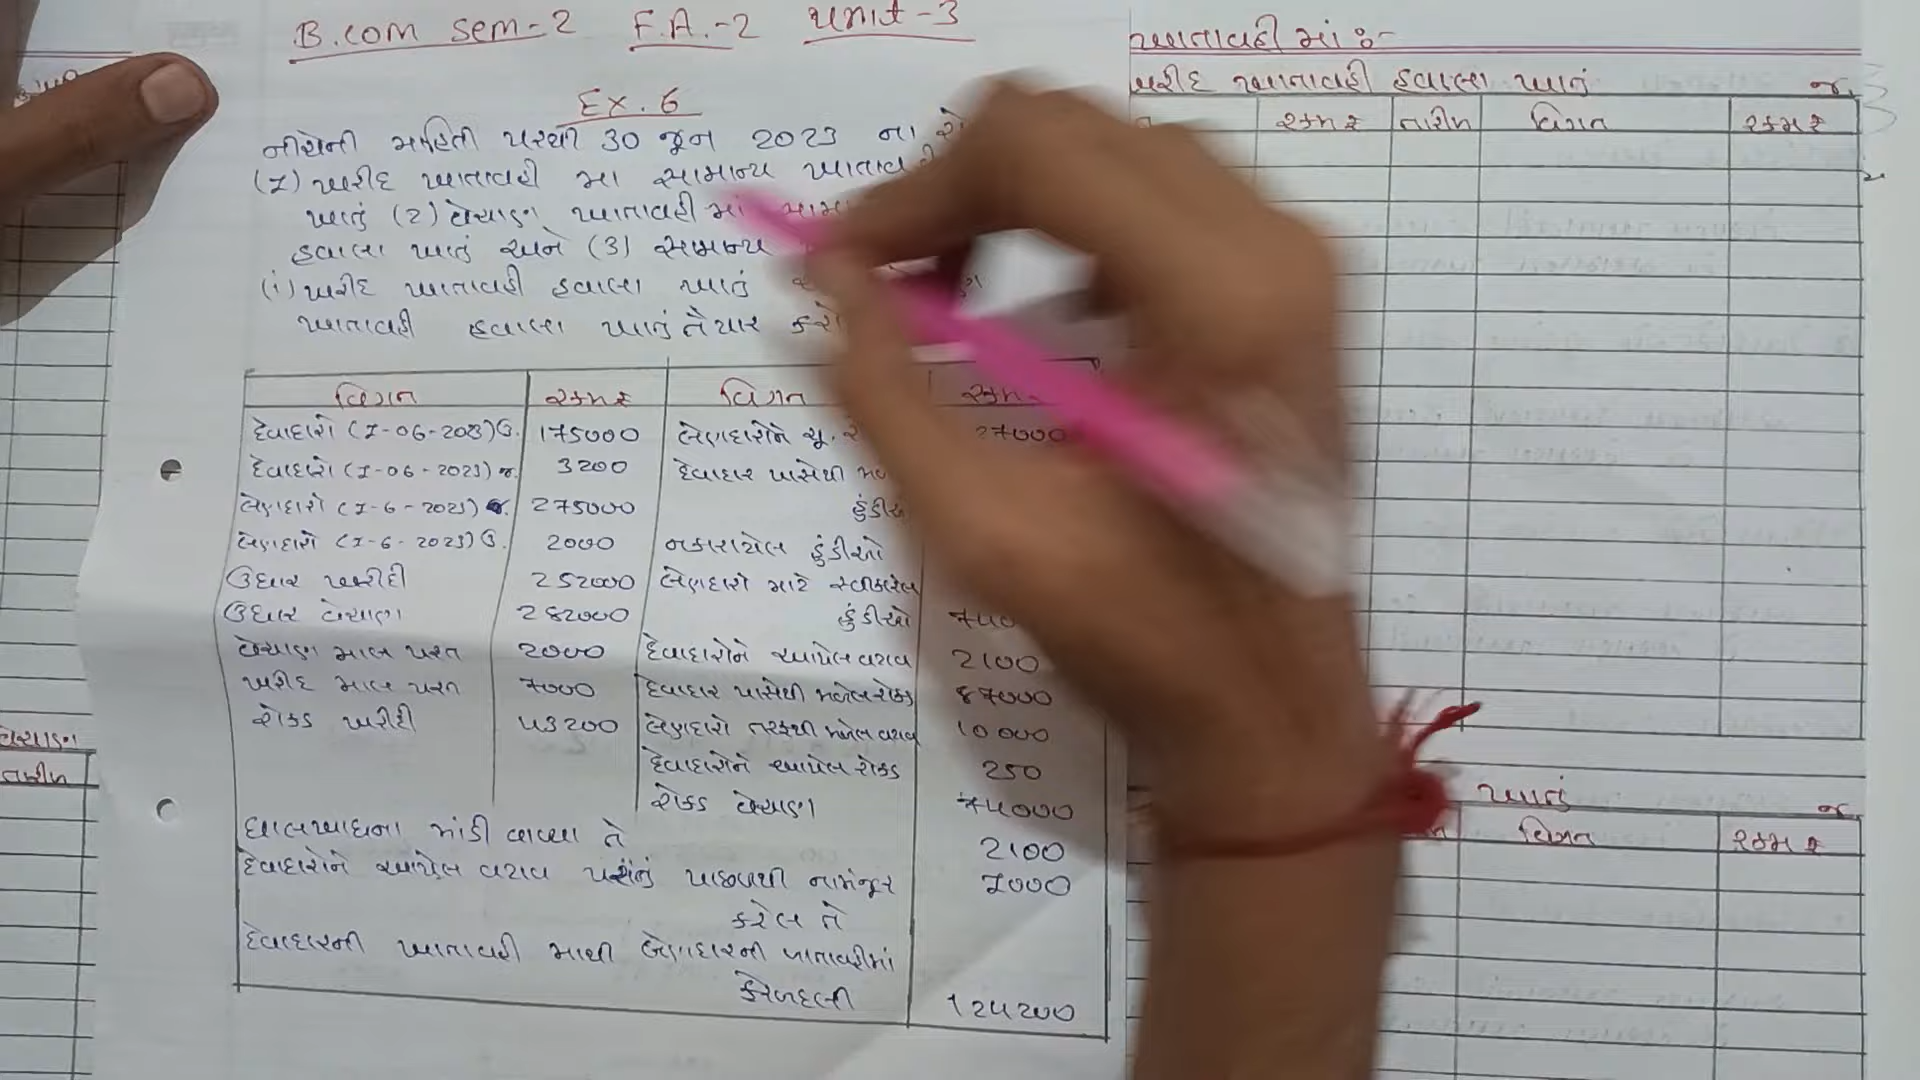 B.com sem-2 F.A.-2 unit-3
Ex. 6
નીચેની માહિતી પરથી 30 જૂન 2023 ના રો
(1) ખરીદ ખાતાવહી મા સામાન્ય ખાતાવ
ખાતું (2) વેચાણ ખાતાવહી માં સામા
હવાલા ખાતું અને (3) સામાન્ય
(i) ખરીદ ખાતાવહી હવાલા ખાતું
ખાતાવહી હવાલા ખાતું તૈયાર કરો
વિગત રકમ ₹ વિગત રકમ
દેવાદારો (1-06-2023) ઉ. 175000 લેણદારોને ચૂ. 27000
દેવાદારો (1-06-2023) જ. 3200 દેવાદાર પાસેથી મળ
લેણદારો (1-6-2023) જ. 275000 હુંડીઓ
લેણદારો (1-6-2023) ઉ. 2000 નકારાયેલ હુંડીઓ
ઉધાર ખરીદી 252000 લેણદારો માટે સ્વીકારેલ
ઉધાર વેચાણ 282000 હુંડીઓ
વેચાણ માલ પરત 2000 દેવાદારોને આપેલ વટાવ 2100
ખરીદ માલ પરત 7000 દેવાદાર પાસેથી મળેલ રોકડ 87000
રોકડ ખરીદી 53200 લેણદારો તરફથી મળેલ વટાવ 10000
દેવાદારોને આપેલ રોકડ 250
રોકડ વેચાણ 75000
ઘાલખાધના માંડી વાળ્યા તે 2100
દેવાદારોને આપેલ વટાવ પરંતું પાછળથી નામંજૂર 1000
કરેલ તે
દેવાદારની ખાતાવહી માથી લેણદારની ખાતાવહીમાં
ફેરબદલી 125200
ખાતાવહી માં :-
ખરીદ ખાતાવહી હવાલા ખાતું જ.
રકમ ₹ તારીખ વિગત રકમ ₹
ખાતું જ.
વિગત રકમ ₹
વેચાણ
તારીખ